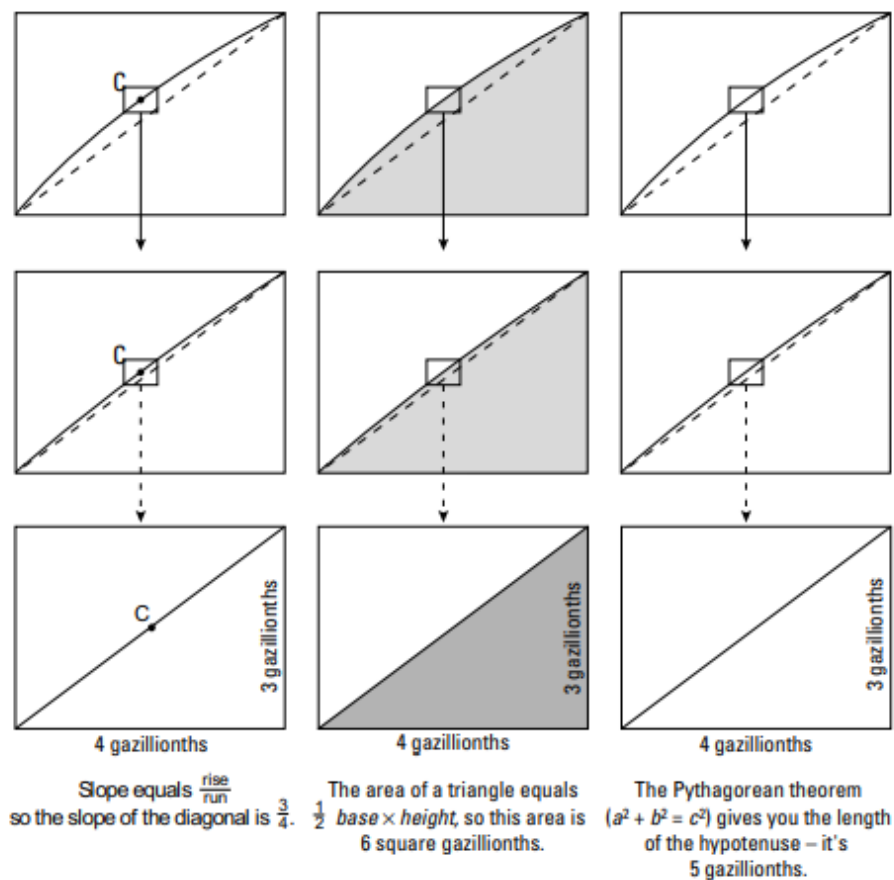 C
C
C
3 gazillionths
3 gazillionths
3 gazillionths
4 gazillionths
4 gazillionths
4 gazillionths
Slope equals rise/run
so the slope of the diagonal is 3/4.
The area of a triangle equals
1/2 base × height, so this area is
6 square gazillionths.
The Pythagorean theorem
(a² + b² = c²) gives you the length
of the hypotenuse – it's
5 gazillionths.